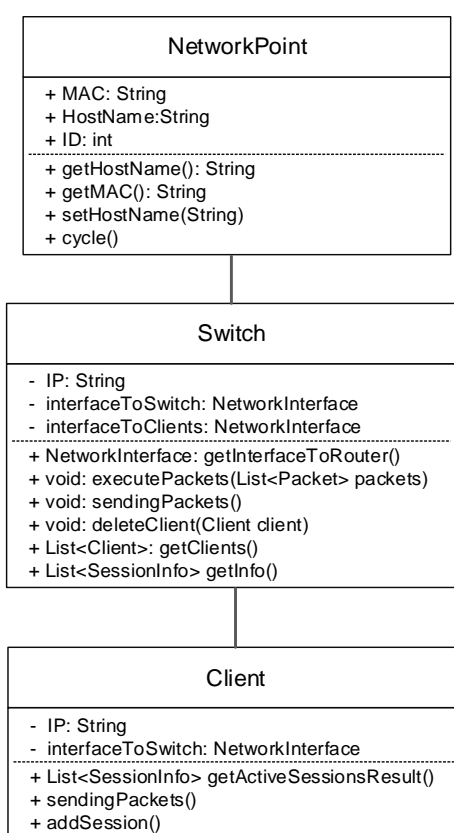 NetworkPoint
+ MAC: String
+ HostName:String
+ ID: int
+ getHostName(): String
+ getMAC(): String
+ setHostName(String)
+ cycle()
Switch
- IP: String
- interfaceToSwitch: NetworkInterface
- interfaceToClients: NetworkInterface
+ NetworkInterface: getInterfaceToRouter()
+ void: executePackets(List<Packet> packets)
+ void: sendingPackets()
+ void: deleteClient(Client client)
+ List<Client>: getClients()
+ List<SessionInfo> getInfo()
Client
- IP: String
- interfaceToSwitch: NetworkInterface
+ List<SessionInfo> getActiveSessionsResult()
+ sendingPackets()
+ addSession()